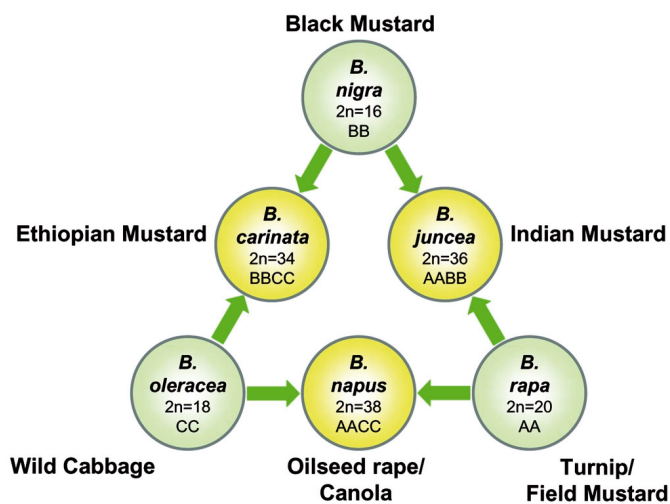 Black Mustard
B.
nigra
2n=16
BB
Ethiopian Mustard
B.
carinata
2n=34
BBCC
B.
juncea
2n=36
AABB
Indian Mustard
B.
oleracea
2n=18
CC
B.
napus
2n=38
AACC
B.
rapa
2n=20
AA
Wild Cabbage
Oilseed rape/
Canola
Turnip/
Field Mustard